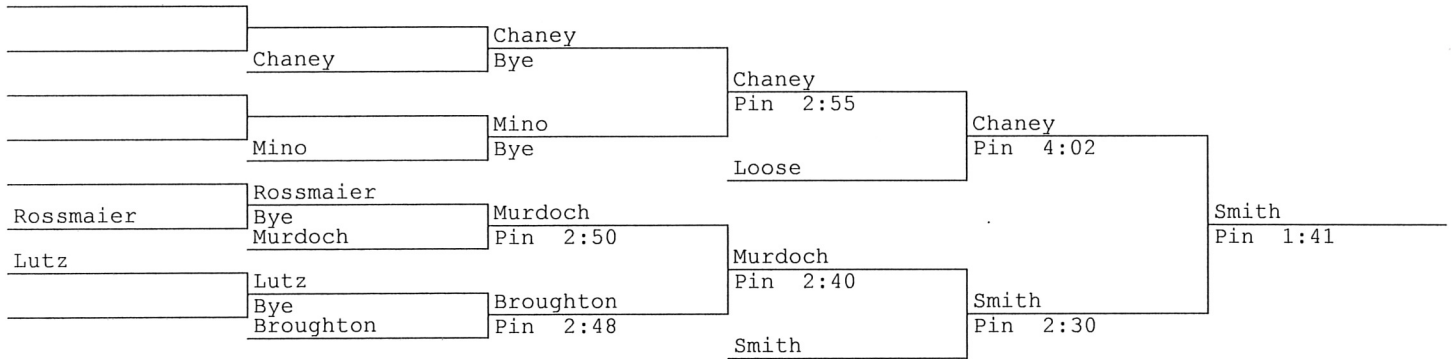 Chaney
Chaney
Bye
Chaney
Pin 2:55
Mino
Mino
Bye
Chaney
Pin 4:02
Loose
Rossmaier
Rossmaier
Bye
Murdoch
Murdoch
Pin 2:50
Smith
Pin 1:41
Lutz
Lutz
Bye
Broughton
Broughton
Pin 2:48
Murdoch
Pin 2:40
Smith
Pin 2:30
Smith